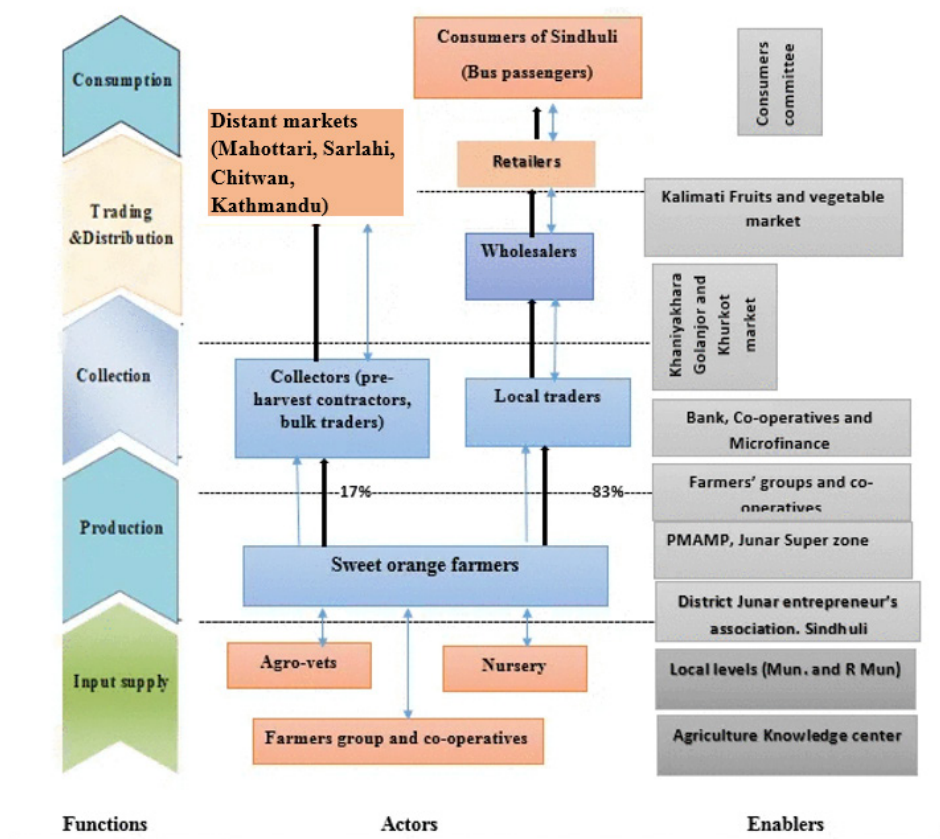 Consumption
Trading
&Distribution
Collection
Production
Input supply
Functions
Consumers of Sindhuli
(Bus passengers)
Distant markets
(Mahottari, Sarlahi,
Chitwan,
Kathmandu)
Retailers
Wholesalers
Collectors (pre-
harvest contractors,
bulk traders)
Local traders
17%
83%
Sweet orange farmers
Agro-vets
Nursery
Farmers group and co-operatives
Actors
Consumers
committee
Kalimati Fruits and vegetable
market
Khaniyakhara
Golanjor and
Khurkot
market
Bank, Co-operatives and
Microfinance
Farmers' groups and co-
operatives
PMAMP, Junar Super zone
District Junar entrepreneur's
association. Sindhuli
Local levels (Mun. and R Mun)
Agriculture Knowledge center
Enablers